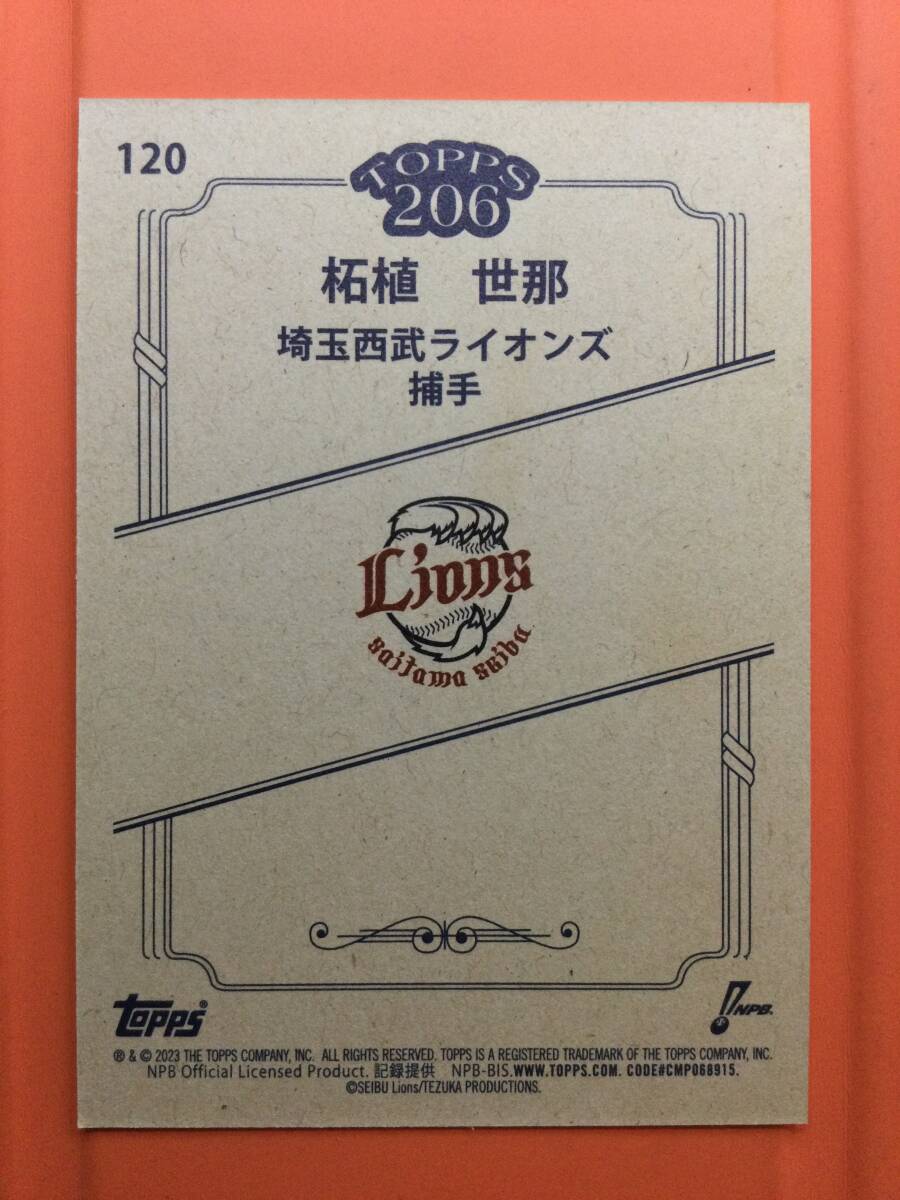 120
TOPPS
206
柘植　世那
埼玉西武ライオンズ
捕手
Lions
saitama seibu
topps®
NPB.
® & © 2023 THE TOPPS COMPANY, INC. ALL RIGHTS RESERVED. TOPPS IS A REGISTERED TRADEMARK OF THE TOPPS COMPANY, INC.
NPB Official Licensed Product. 記録提供 NPB-BIS.WWW.TOPPS.COM. CODE#CMP068915.
©SEIBU Lions/TEZUKA PRODUCTIONS.